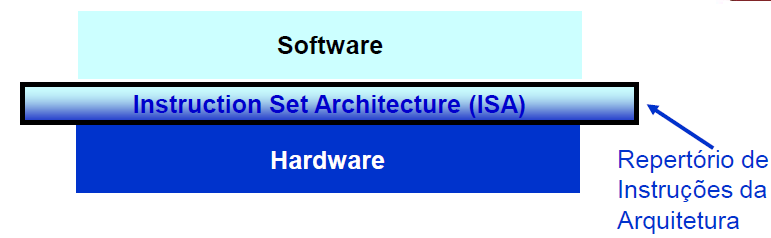 Software
Instruction Set Architecture (ISA)
Hardware
Repertório de
Instruções da
Arquitetura